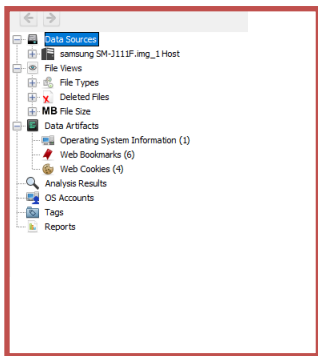 Data Sources
samsung SM-J111F.img_1 Host
File Views
File Types
Deleted Files
MB File Size
Data Artifacts
Operating System Information (1)
Web Bookmarks (6)
Web Cookies (4)
Analysis Results
OS Accounts
Tags
Reports